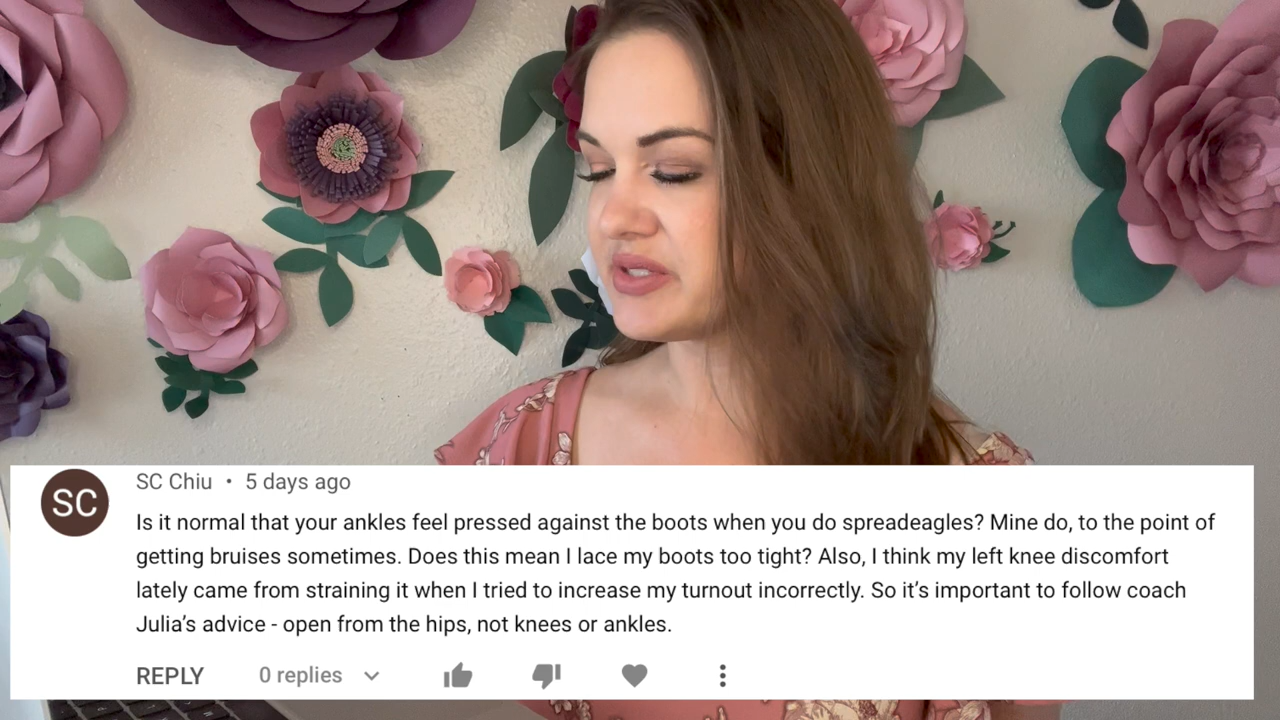 SC
SC Chiu • 5 days ago
Is it normal that your ankles feel pressed against the boots when you do spreadeagles? Mine do, to the point of
getting bruises sometimes. Does this mean I lace my boots too tight? Also, I think my left knee discomfort
lately came from straining it when I tried to increase my turnout incorrectly. So it’s important to follow coach
Julia’s advice - open from the hips, not knees or ankles.
REPLY 0 replies